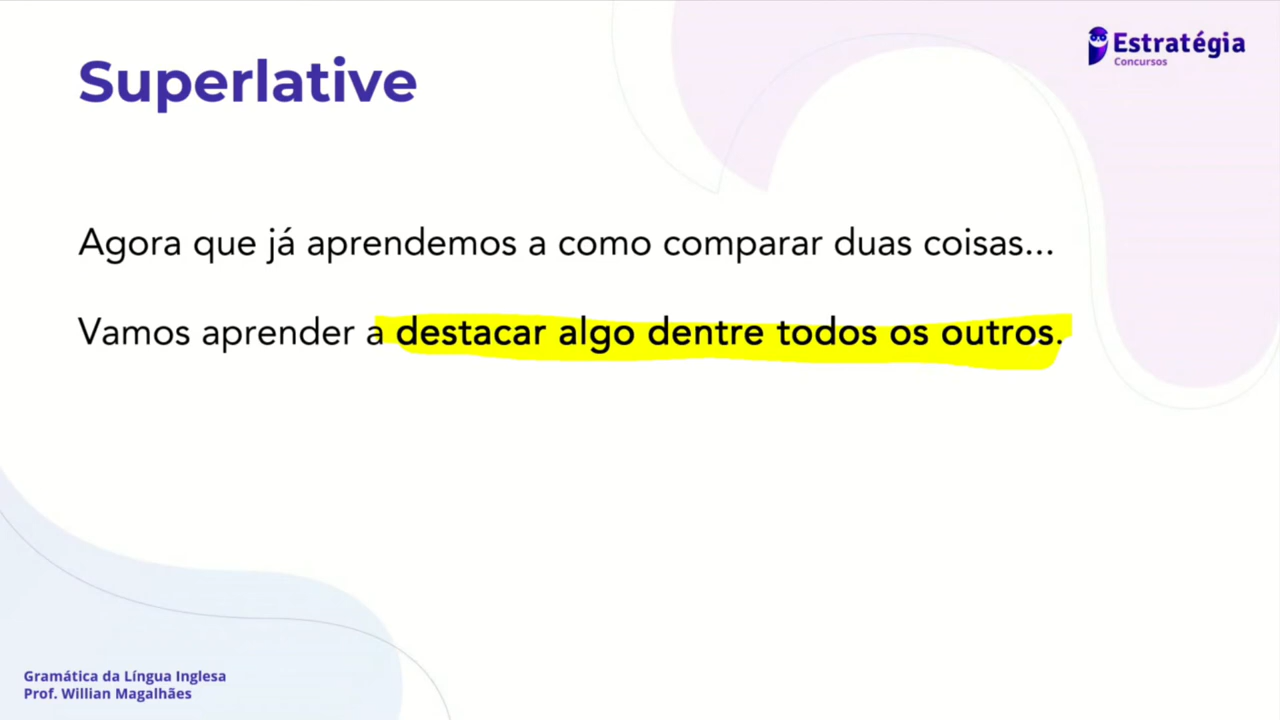 Estratégia
Concursos
Superlative
Agora que já aprendemos a como comparar duas coisas...
Vamos aprender a destacar algo dentre todos os outros.
Gramática da Língua Inglesa
Prof. Willian Magalhães